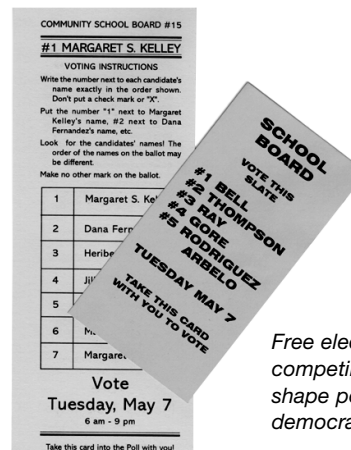 COMMUNITY SCHOOL BOARD #15
#1 MARGARET S. KELLEY
VOTING INSTRUCTIONS
Write the number next to each candidate's
name exactly in the order shown.
Don't put a check mark or "X".
Put the number "1" next to Margaret
Kelley's name, #2 next to Dana
Fernandez's name, etc.
Look for the candidates' names! The
order of the names on the ballot may
be different.
Make no other mark on the ballot.
1 Margaret S.
2 Dana
3
4
5
6
7
Vote
Tuesday, May 7
6 am - 9 pm
Take this card into the Poll with you!
SCHOOL
BOARD
VOTE THIS
SLATE
#1 BELL
#2 THOMPSON
#3 RAY
#4 GORE
#5 RODRIGUEZ
ARBELO
TUESDAY MAY 7
TAKE THIS CARD
WITH YOU TO VOTE
Free
shape